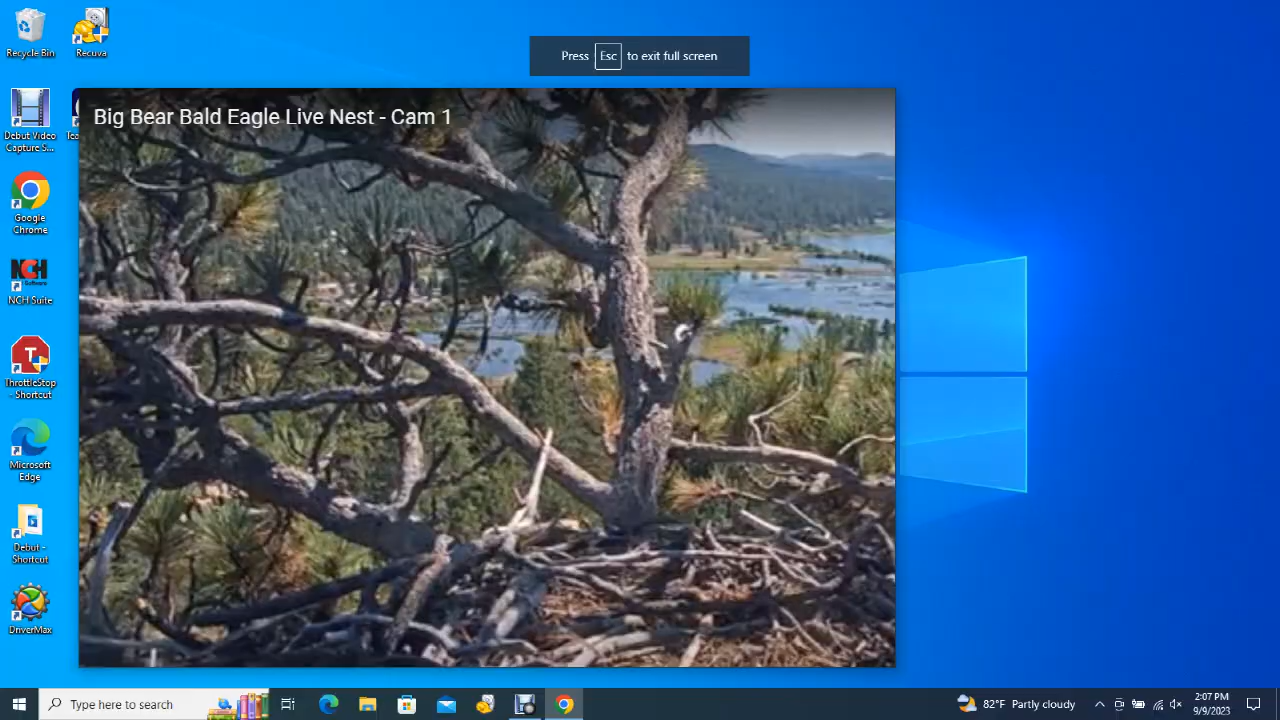 Recycle Bin
Recuva
Press Esc to exit full screen
Big Bear Bald Eagle Live Nest - Cam 1
Debut Video
Capture S...
Tea
Google
Chrome
NCH
NCH Suite
T
ThrottleStop
- Shortcut
Microsoft
Edge
Debut -
Shortcut
DriverMax
Type here to search
82°F Partly cloudy
2:07 PM
9/9/2023